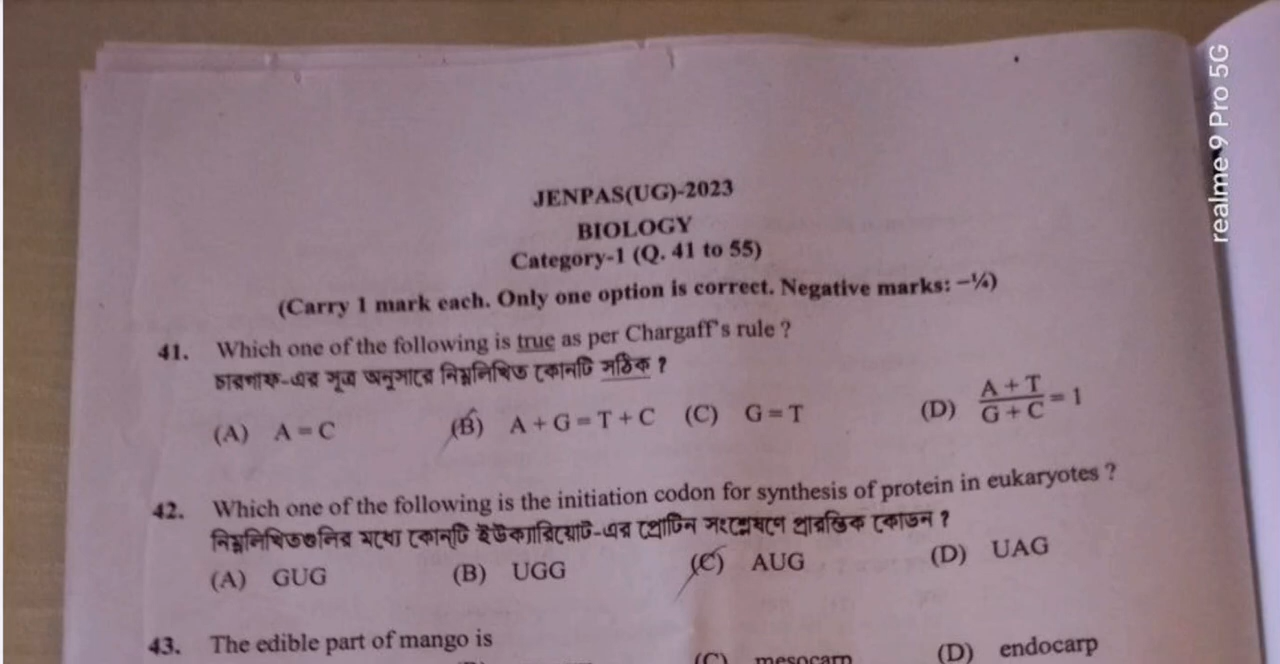 JENPAS(UG)-2023
BIOLOGY
Category-1 (Q. 41 to 55)
(Carry 1 mark each. Only one option is correct. Negative marks: –¼)
41. Which one of the following is true as per Chargaff's rule ?
চারগাফ-এর সূত্র অনুসারে নিম্নলিখিত কোনটি সঠিক ?
(A) A = C (B) A + G = T + C (C) G = T (D) (A + T)/(G + C) = 1
42. Which one of the following is the initiation codon for synthesis of protein in eukaryotes ?
নিম্নলিখিতগুলির মধ্যে কোন্‌টি ইউক্যারিয়োট-এর প্রোটিন সংশ্লেষণে প্রারম্ভিক কোডন ?
(A) GUG (B) UGG (C) AUG (D) UAG
43. The edible part of mango is
(C) mesocarp (D) endocarp
realme 9 Pro 5G